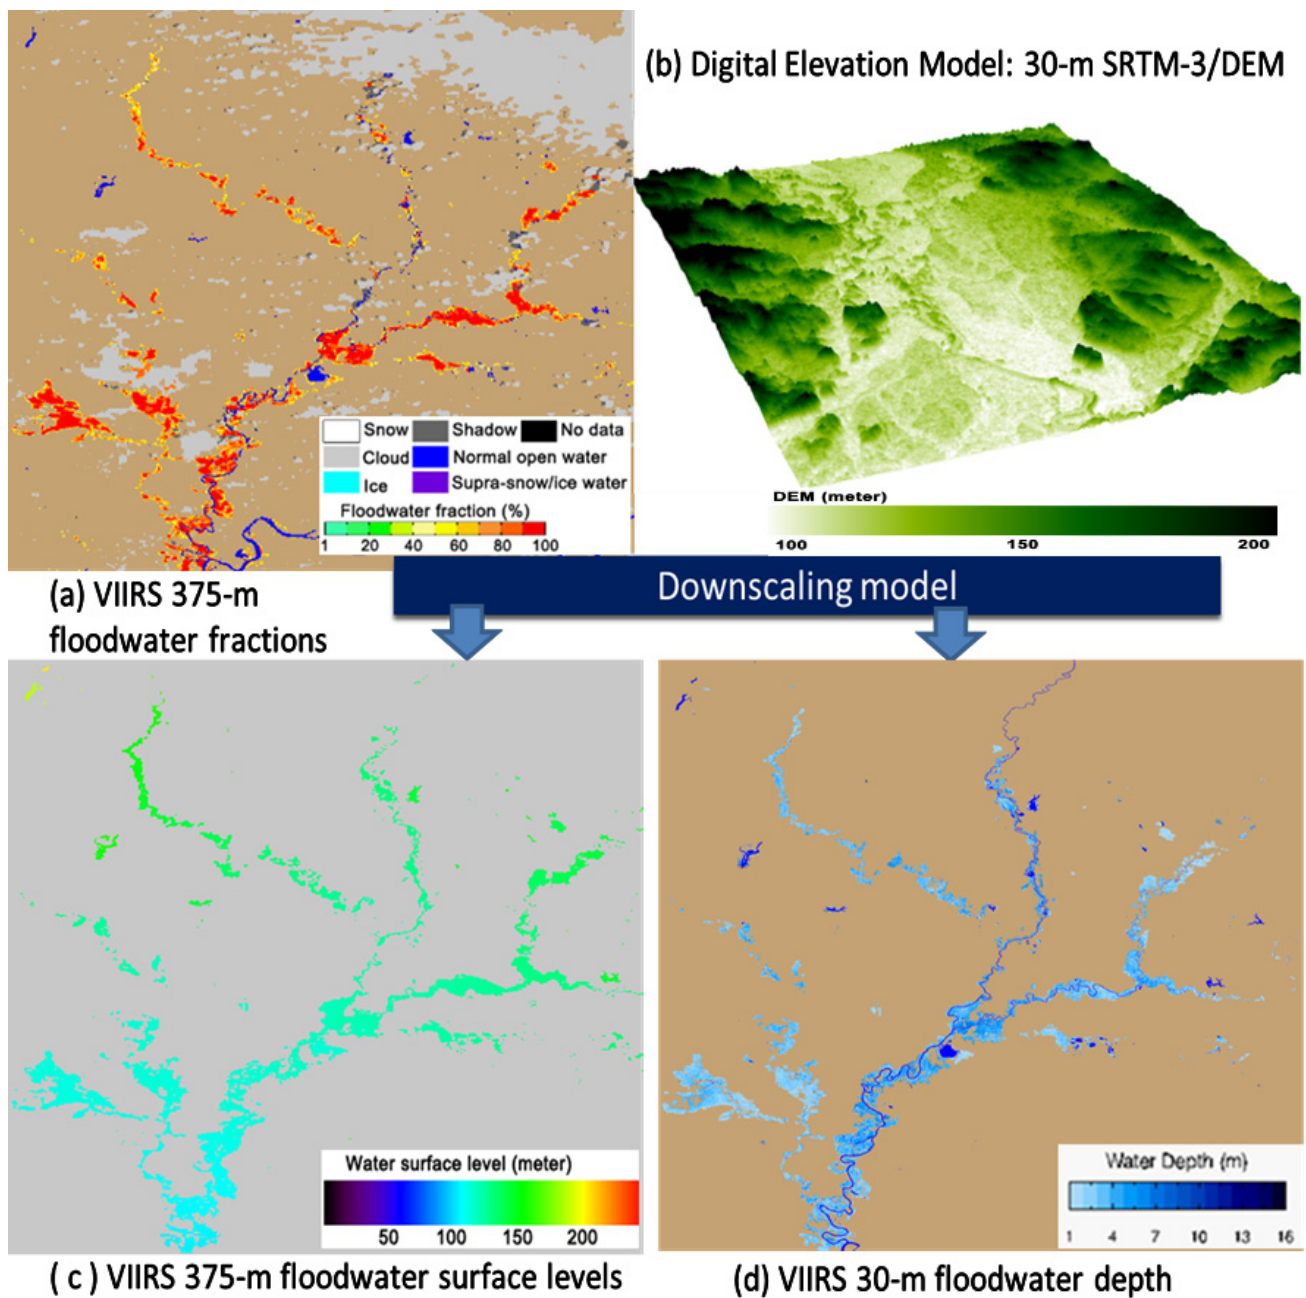 (b) Digital Elevation Model: 30-m SRTM-3/DEM
Snow Shadow No data
Cloud Normal open water
Ice Supra-snow/ice water
Floodwater fraction (%)
1 20 40 60 80 100
DEM (meter)
100 150 200
(a) VIIRS 375-m
floodwater fractions
Downscaling model
Water surface level (meter)
50 100 150 200
Water Depth (m)
1 4 7 10 13 16
( c ) VIIRS 375-m floodwater surface levels
(d) VIIRS 30-m floodwater depth